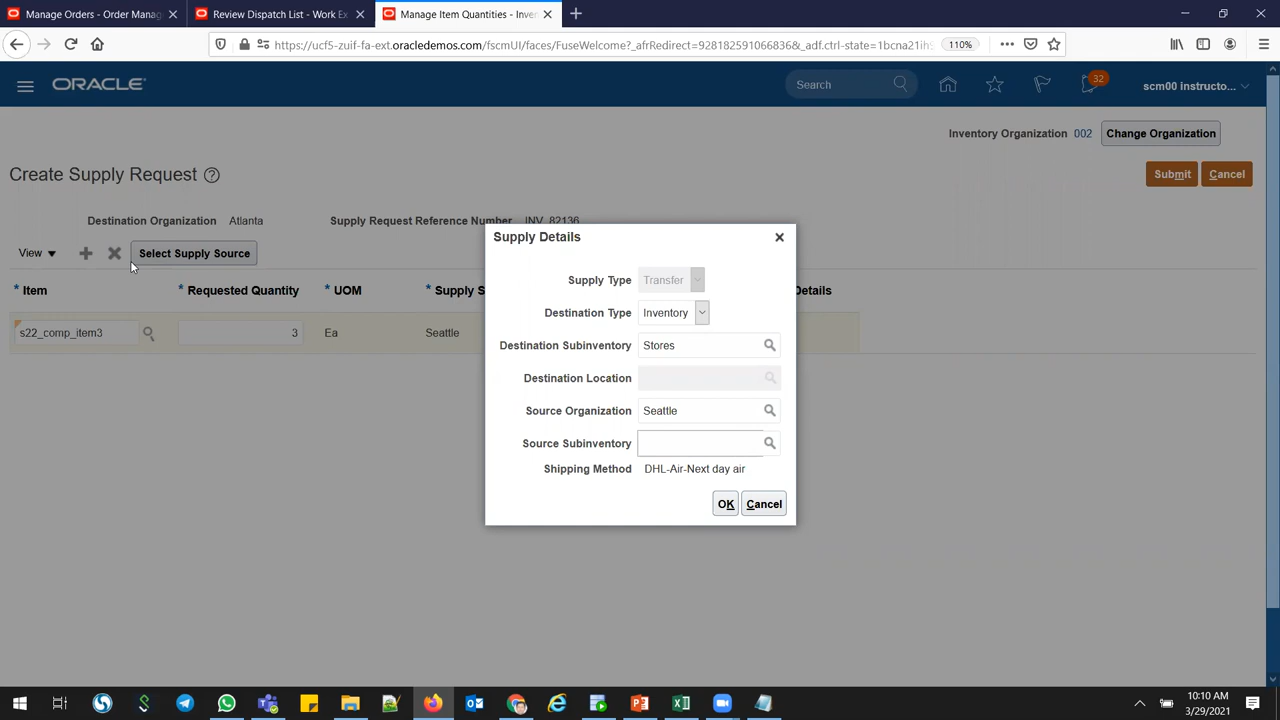 Manage Orders - Order Manag
Review Dispatch List - Work Ex
Manage Item Quantities - Inve
https://ucf5-zuif-fa-ext.oracledemos.com/fscmUI/faces/FuseWelcome?_afrRedirect=9281825910668368&_adf.ctrl-state=1bcna21ih
110%
ORACLE
Search
32
scm00 instructo...
Inventory Organization 002 Change Organization
Create Supply Request ?
Submit Cancel
Destination Organization Atlanta
Supply Request Reference Number INV_82136
View
Select Supply Source
* Item
* Requested Quantity
* UOM
* Supply S
Details
s22_comp_item3
3
Ea
Seattle
Supply Details
Supply Type Transfer
Destination Type Inventory
Destination Subinventory Stores
Destination Location
Source Organization Seattle
Source Subinventory
Shipping Method DHL-Air-Next day air
OK Cancel
10:10 AM
3/29/2021